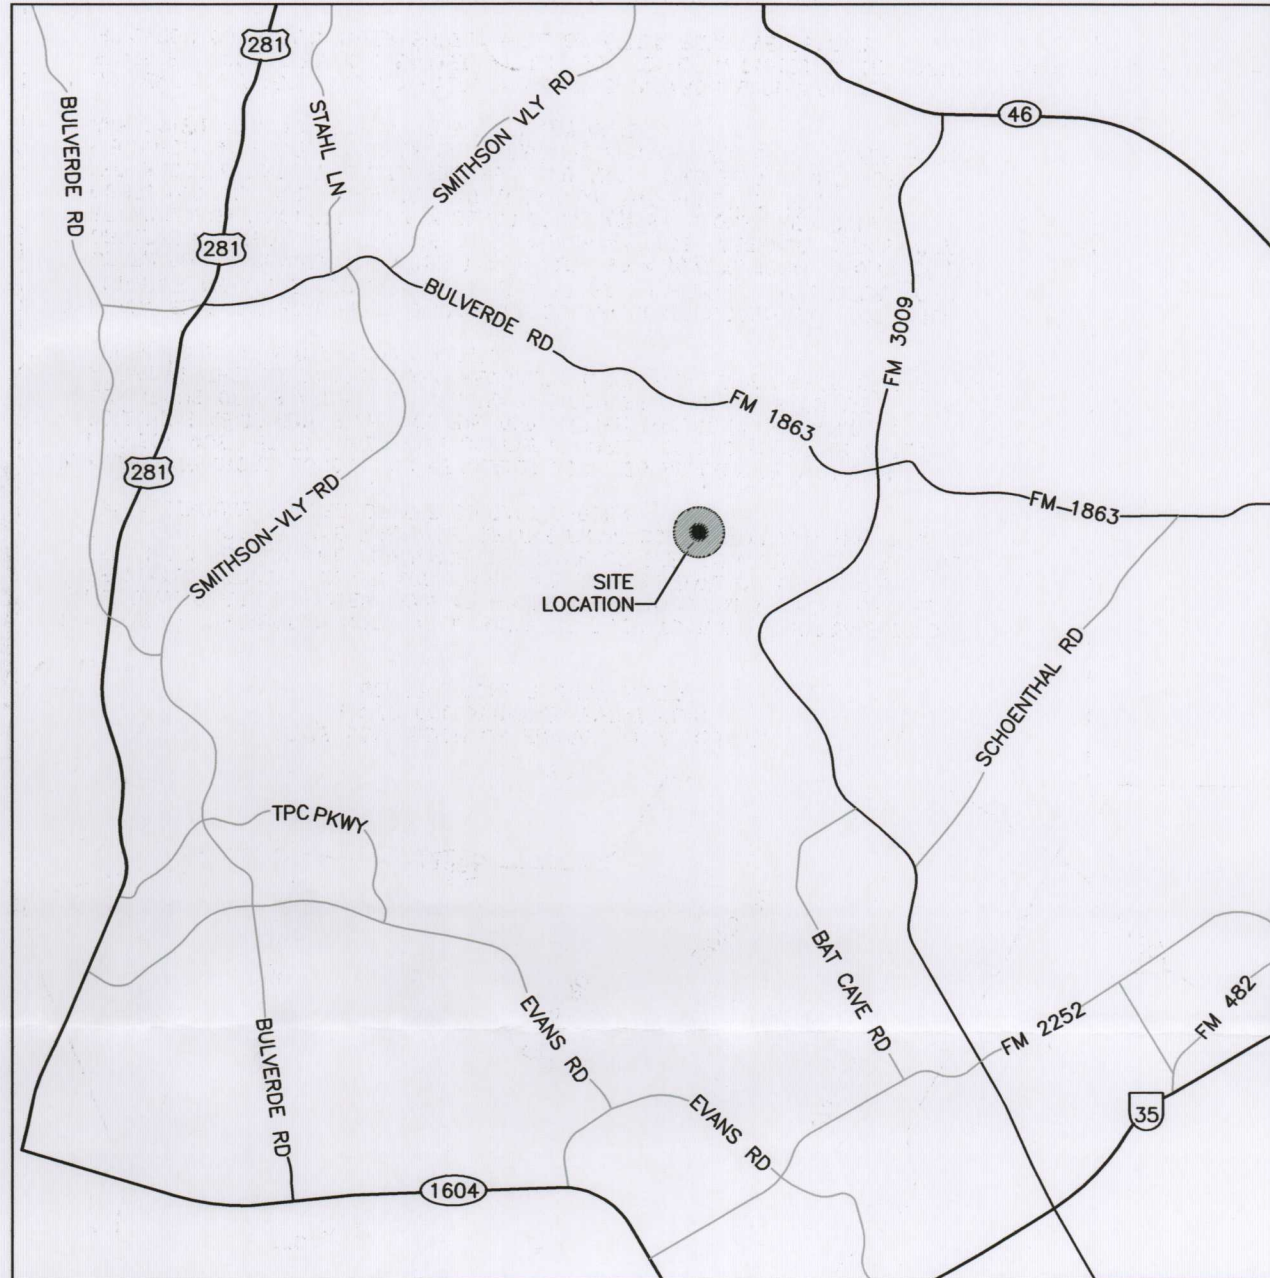 281
46
BULVERDE RD
STAHL LN
SMITHSON VLY RD
281
BULVERDE RD
FM 3009
FM 1863
281
SMITHSON VLY RD
FM 1863
SITE
LOCATION
SCHOENTHAL RD
TPC PKWY
BAT CAVE RD
EVANS RD
FM 2252
FM 482
BULVERDE RD
EVANS RD
35
1604